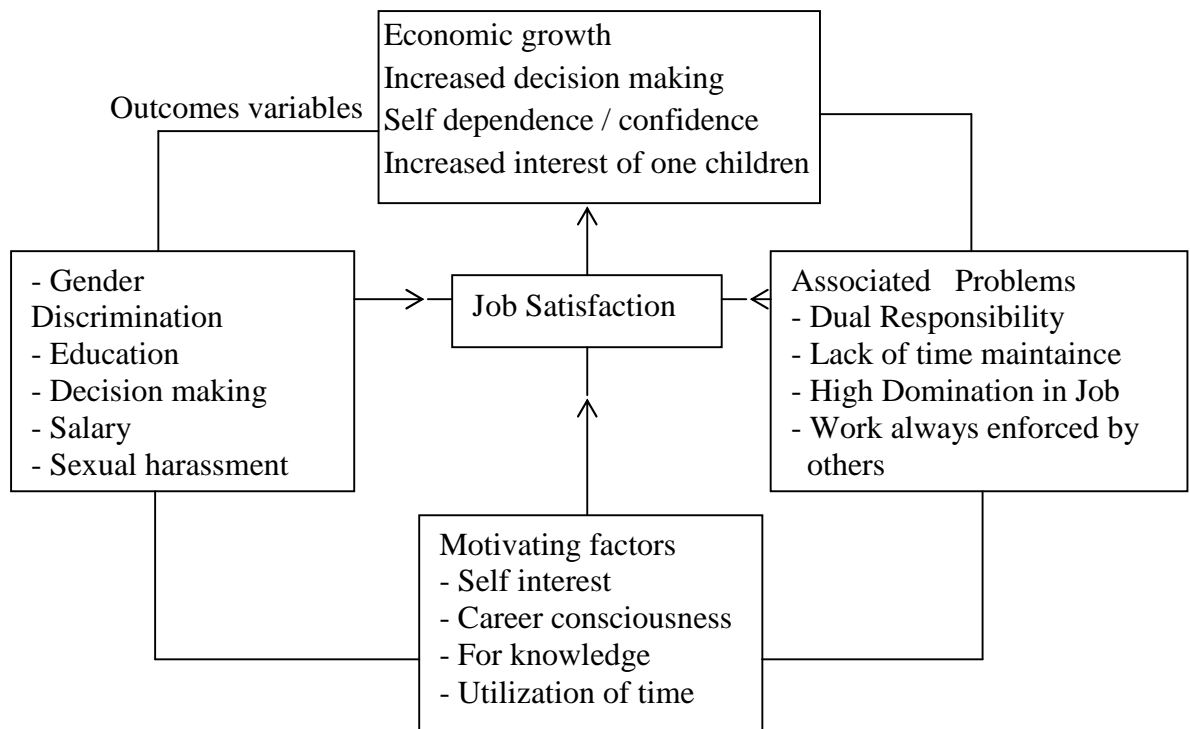 Economic growth
Increased decision making
Outcomes variables
Self dependence / confidence
Increased interest of one children
- Gender
Discrimination
- Education
- Decision making
- Salary
- Sexual harassment
Job Satisfaction
Associated Problems
- Dual Responsibility
- Lack of time maintaince
- High Domination in Job
- Work always enforced by
others
Motivating factors
- Self interest
- Career consciousness
- For knowledge
- Utilization of time